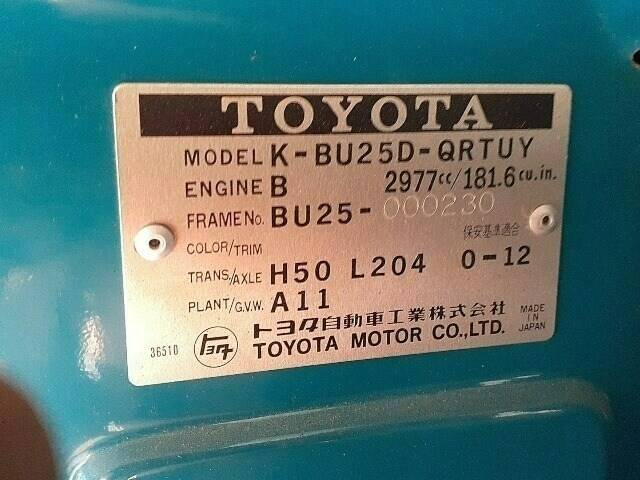 TOYOTA
MODEL K-BU25D-QRTUY
ENGINE B 2977cc/181.6cu.in.
FRAME No. BU25-000230
COLOR/TRIM 保安基準適合
TRANS./AXLE H50 L204 0-12
PLANT/G.V.W. A11
36510 トヨタ トヨタ自動車工業株式会社 MADE IN JAPAN
TOYOTA MOTOR CO.,LTD.